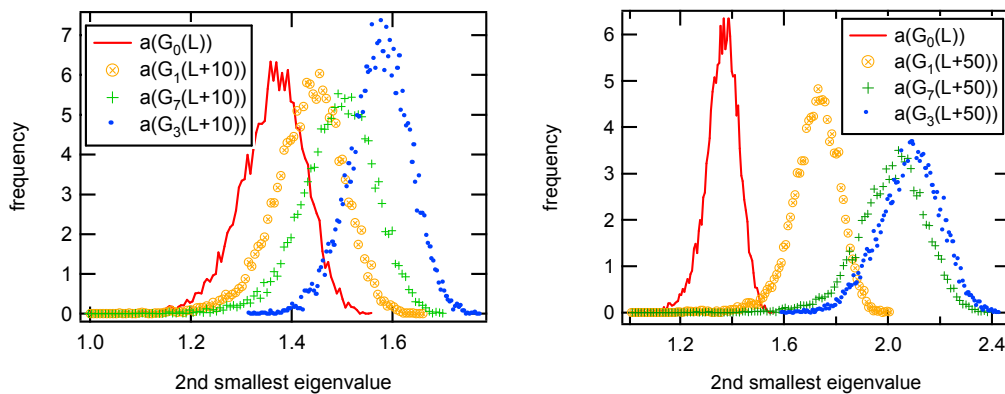 7
6
5
4
3
2
1
0
frequency
a(G0(L))
a(G1(L+10))
a(G7(L+10))
a(G3(L+10))
1.0
1.2
1.4
1.6
2nd smallest eigenvalue
6
5
4
3
2
1
0
frequency
a(G0(L))
a(G1(L+50))
a(G7(L+50))
a(G3(L+50))
1.2
1.6
2.0
2.4
2nd smallest eigenvalue